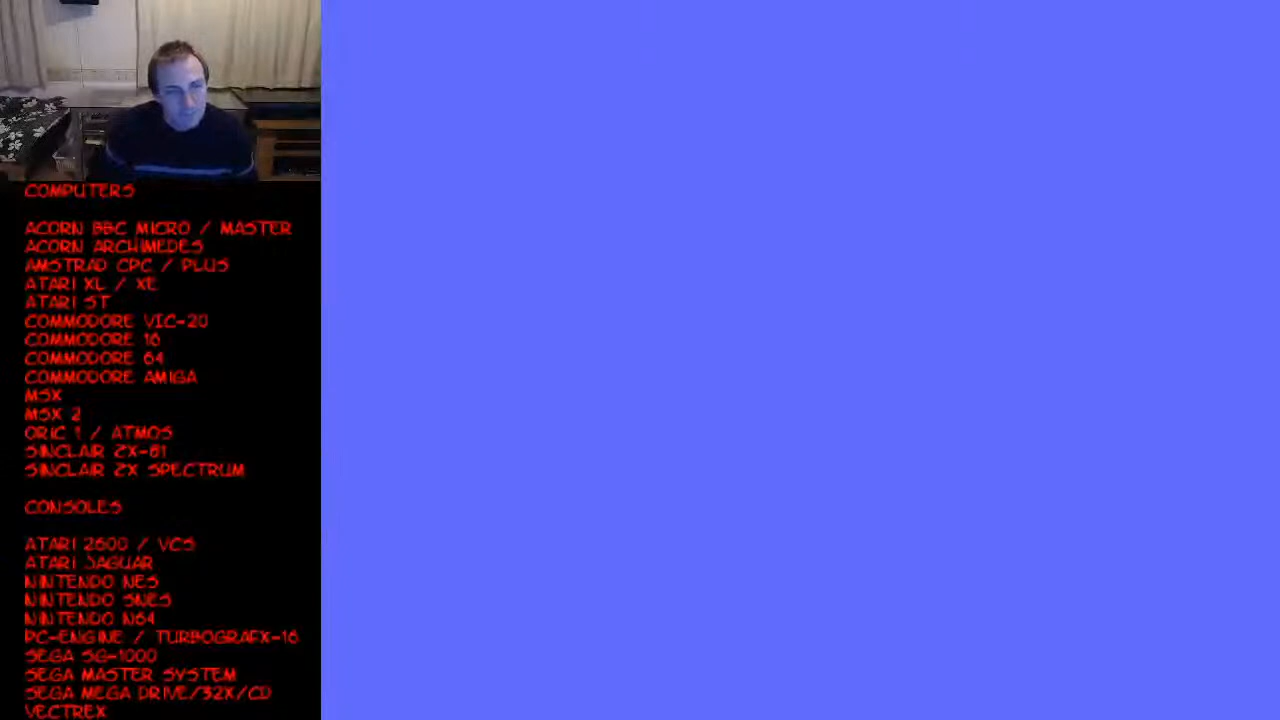 COMPUTERS
ACORN BBC MICRO / MASTER
ACORN ARCHIMEDES
AMSTRAD CPC / PLUS
ATARI XL / XE
ATARI ST
COMMODORE VIC-20
COMMODORE 16
COMMODORE 64
COMMODORE AMIGA
MSX
MSX 2
ORIC 1 / ATMOS
SINCLAIR ZX-81
SINCLAIR ZX SPECTRUM
CONSOLES
ATARI 2600 / VCS
ATARI JAGUAR
NINTENDO NES
NINTENDO SNES
NINTENDO N64
PC-ENGINE / TURBOGRAFX-16
SEGA SG-1000
SEGA MASTER SYSTEM
SEGA MEGA DRIVE/32X/CD
VECTREX